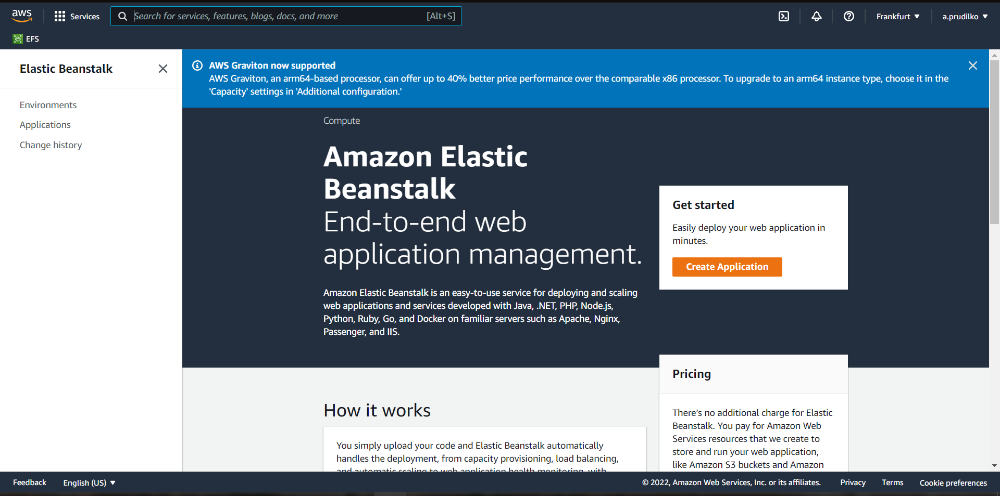 aws
Services
Search for services, features, blogs, docs, and more
[Alt+S]
Frankfurt
a.prudilko
EFS
Elastic Beanstalk
Environments
Applications
Change history
AWS Graviton now supported
AWS Graviton, an arm64-based processor, can offer up to 40% better price performance over the comparable x86 processor. To upgrade to an arm64 instance type, choose it in the
'Capacity' settings in 'Additional configuration.'
Compute
Amazon Elastic
Beanstalk
End-to-end web
application management.
Amazon Elastic Beanstalk is an easy-to-use service for deploying and scaling
web applications and services developed with Java, .NET, PHP, Node.js,
Python, Ruby, Go, and Docker on familiar servers such as Apache, Nginx,
Passenger, and IIS.
Get started
Easily deploy your web application in
minutes.
Create Application
Pricing
There's no additional charge for Elastic
Beanstalk. You pay for Amazon Web
Services resources that we create to
store and run your web application,
like Amazon S3 buckets and Amazon
How it works
You simply upload your code and Elastic Beanstalk automatically
handles the deployment, from capacity provisioning, load balancing,
and automatic scaling to web application health monitoring, with
Feedback
English (US)
© 2022, Amazon Web Services, Inc. or its affiliates.
Privacy
Terms
Cookie preferences